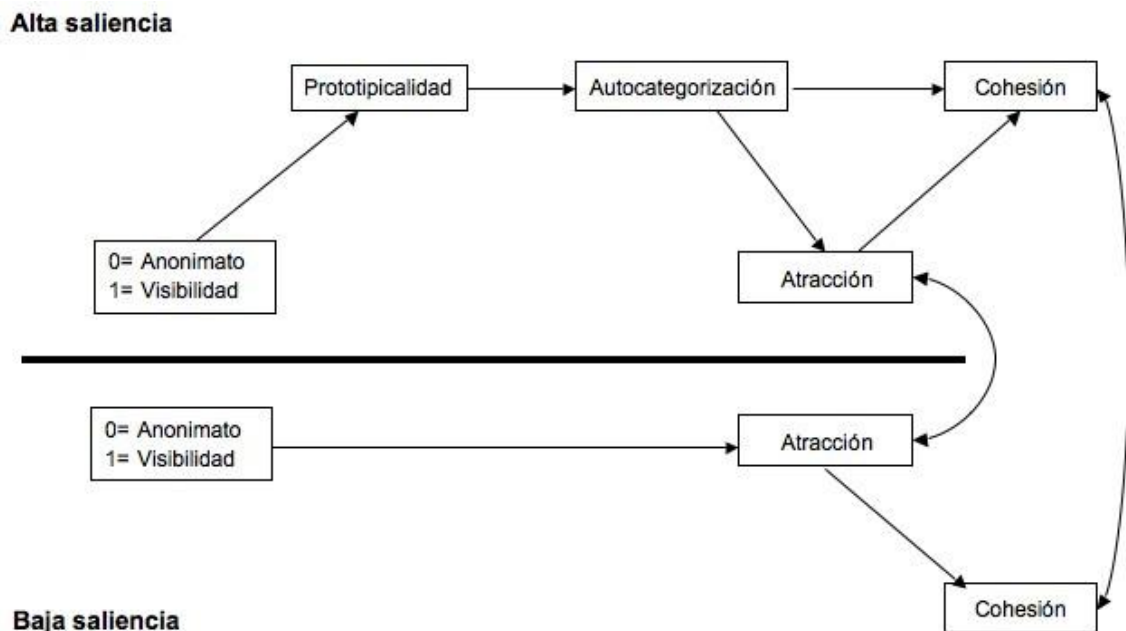 Alta saliencia
Prototipicalidad
Autocategorización
Cohesión
0= Anonimato
1= Visibilidad
Atracción
0= Anonimato
1= Visibilidad
Atracción
Cohesión
Baja saliencia